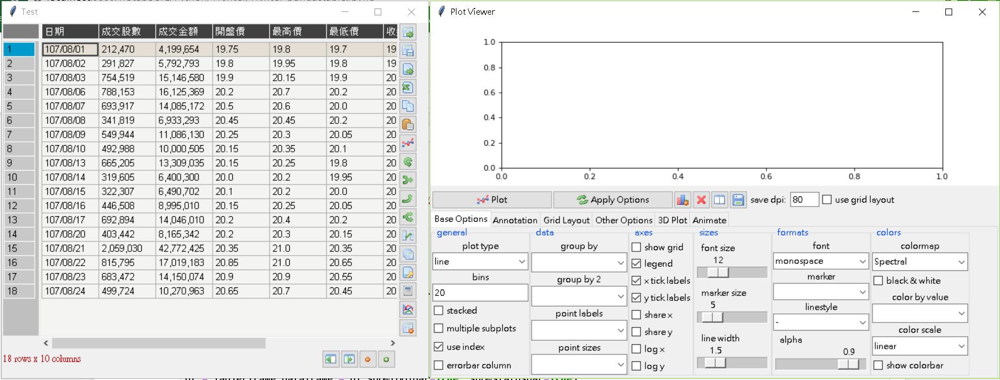 Test
日期 成交股數 成交金額 開盤價 最高價 最低價
1 107/08/01 212,470 4,199,654 19.75 19.8 19.7 19
2 107/08/02 291,827 5,792,793 19.8 19.95 19.8 19
3 107/08/03 754,519 15,146,580 19.9 20.15 19.9 20
4 107/08/06 788,153 16,125,369 20.2 20.7 20.2 20
5 107/08/07 693,917 14,085,172 20.5 20.6 20.0 20
6 107/08/08 341,819 6,933,293 20.45 20.45 20.2 20
7 107/08/09 549,944 11,086,130 20.25 20.3 20.05 20
8 107/08/10 492,988 10,000,505 20.15 20.35 20.1 20
9 107/08/13 665,205 13,309,035 20.15 20.25 19.8 20
10 107/08/14 319,605 6,400,300 20.0 20.2 19.95 20
11 107/08/15 322,307 6,490,702 20.1 20.2 20.0 20
12 107/08/16 446,508 8,995,010 20.15 20.25 20.05 20
13 107/08/17 692,894 14,046,010 20.2 20.4 20.2 20
14 107/08/20 403,442 8,165,342 20.2 20.3 20.15 20
15 107/08/21 2,059,030 42,772,425 20.35 21.0 20.35 20
16 107/08/22 815,795 17,019,183 20.85 21.0 20.65 20
17 107/08/23 683,472 14,150,074 20.9 20.9 20.55 20
18 107/08/24 499,724 10,270,963 20.65 20.7 20.45 20
18 rows x 10 columns
Plot Viewer
1.0
0.8
0.6
0.4
0.2
0.0
0.0 0.2 0.4 0.6 0.8 1.0
Plot Apply Options save dpi: 80 use grid layout
Base Options Annotation Grid Layout Other Options 3D Plot Animate
general
plot type
line
bins
20
stacked
multiple subplots
use index
errorbar column
data
group by
group by 2
point labels
point sizes
axes
show grid
legend
x tick labels
y tick labels
share x
share y
log x
log y
sizes
font size
12
marker size
5
line width
1.5
formats
font
monospace
marker
linestyle
-
alpha
0.9
colors
colormap
Spectral
black & white
color by value
color scale
linear
show colorbar